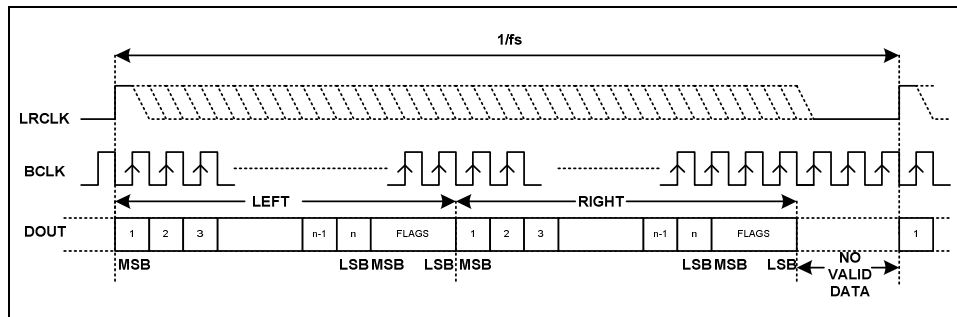 1/fs
LRCLK
BCLK
LEFT RIGHT
DOUT 1 2 3 n-1 n FLAGS 1 2 3 n-1 n FLAGS 1
MSB LSB MSB LSB MSB LSB MSB LSB NO
VALID
DATA